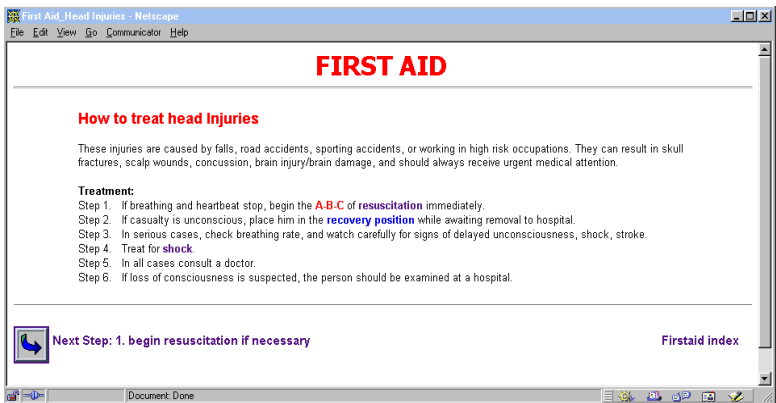 First Aid_Head Injuries - Netscape
File Edit View Go Communicator Help
FIRST AID
How to treat head Injuries
These injuries are caused by falls, road accidents, sporting accidents, or working in high risk occupations. They can result in skull
fractures, scalp wounds, concussion, brain injury/brain damage, and should always receive urgent medical attention.
Treatment:
Step 1. If breathing and heartbeat stop, begin the A-B-C of resuscitation immediately.
Step 2. If casualty is unconscious, place him in the recovery position while awaiting removal to hospital.
Step 3. In serious cases, check breathing rate, and watch carefully for signs of delayed unconsciousness, shock, stroke.
Step 4. Treat for shock.
Step 5. In all cases consult a doctor.
Step 6. If loss of consciousness is suspected, the person should be examined at a hospital.
Next Step: 1. begin resuscitation if necessary
Firstaid index
Document: Done